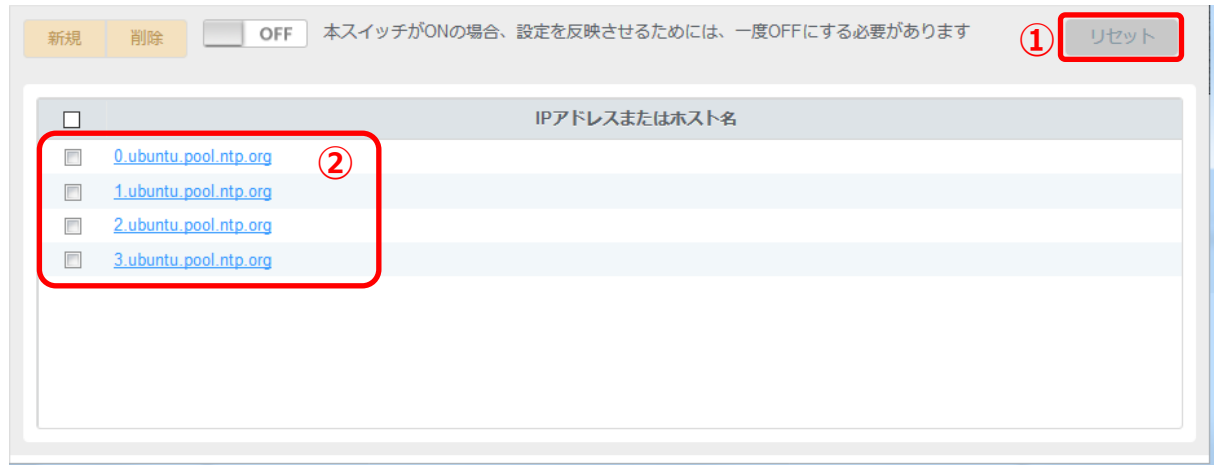 新規 削除 OFF 本スイッチがONの場合、設定を反映させるためには、一度OFFにする必要があります ① リセット
IPアドレスまたはホスト名
0.ubuntu.pool.ntp.org ②
1.ubuntu.pool.ntp.org
2.ubuntu.pool.ntp.org
3.ubuntu.pool.ntp.org